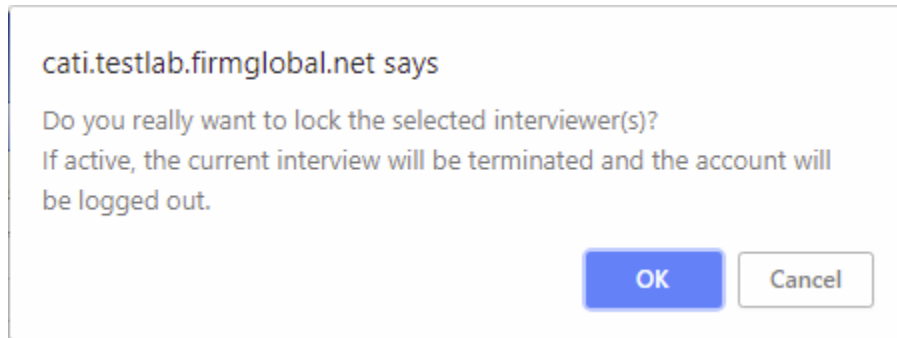 cati.testlab.firmglobal.net says
Do you really want to lock the selected interviewer(s)?
If active, the current interview will be terminated and the account will
be logged out.
OK Cancel